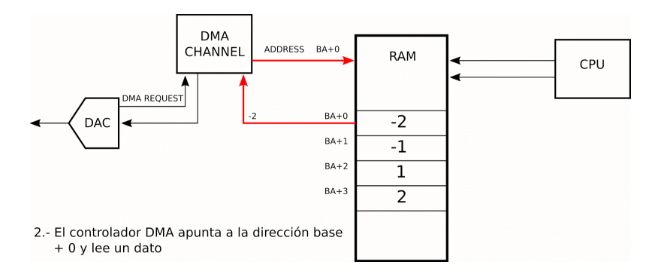 DMA
CHANNEL
ADDRESS BA+0
RAM
CPU
DMA REQUEST
DAC
-2
BA+0
-2
BA+1
-1
BA+2
1
BA+3
2
2.- El controlador DMA apunta a la dirección base
+ 0 y lee un dato